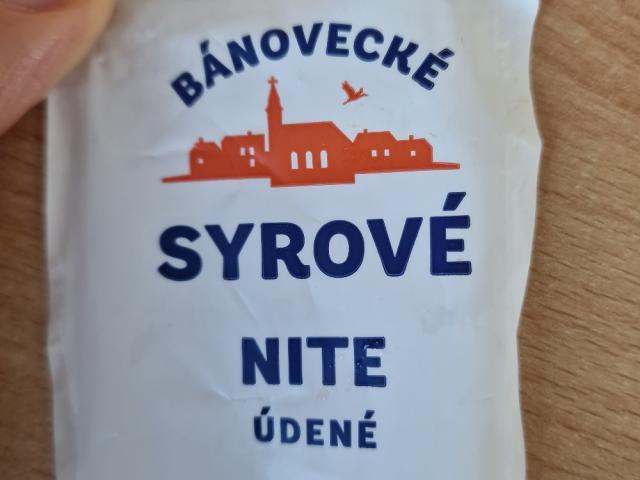 BÁNOVECKÉ
SYROVÉ
NITE
ÚDENÉ